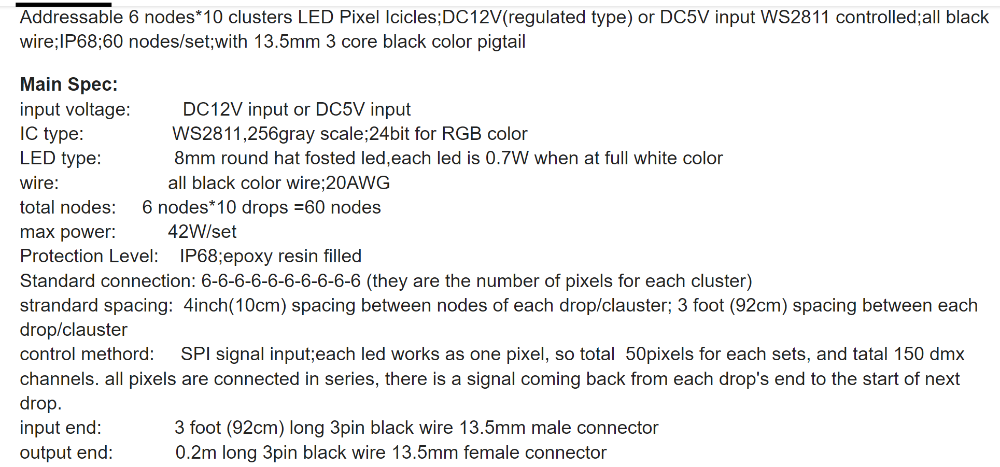 Addressable 6 nodes*10 clusters LED Pixel Icicles;DC12V(regulated type) or DC5V input WS2811 controlled;all black
wire;IP68;60 nodes/set;with 13.5mm 3 core black color pigtail
Main Spec:
input voltage: DC12V input or DC5V input
IC type: WS2811,256gray scale;24bit for RGB color
LED type: 8mm round hat fosted led,each led is 0.7W when at full white color
wire: all black color wire;20AWG
total nodes: 6 nodes*10 drops =60 nodes
max power: 42W/set
Protection Level: IP68;epoxy resin filled
Standard connection: 6-6-6-6-6-6-6-6-6-6 (they are the number of pixels for each cluster)
strandard spacing: 4inch(10cm) spacing between nodes of each drop/clauster; 3 foot (92cm) spacing between each
drop/clauster
control methord: SPI signal input;each led works as one pixel, so total 50pixels for each sets, and tatal 150 dmx
channels. all pixels are connected in series, there is a signal coming back from each drop's end to the start of next
drop.
input end: 3 foot (92cm) long 3pin black wire 13.5mm male connector
output end: 0.2m long 3pin black wire 13.5mm female connector